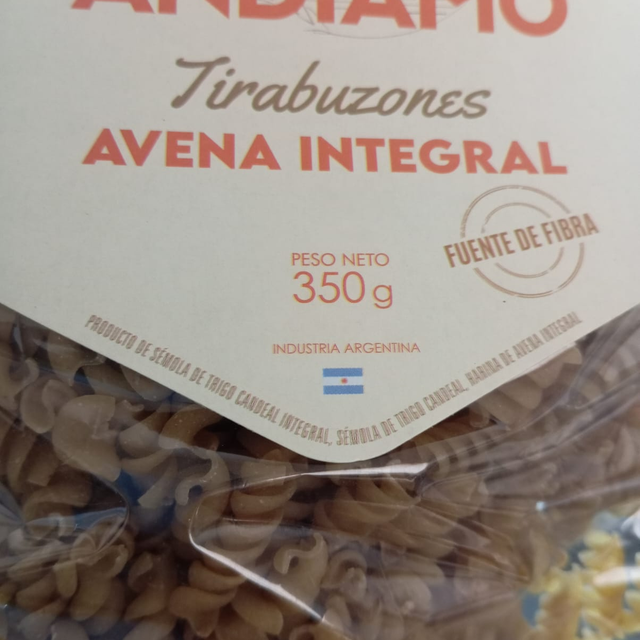 ANDIAMO
Tirabuzones
AVENA INTEGRAL
FUENTE DE FIBRA
PESO NETO
350 g
INDUSTRIA ARGENTINA
PRODUCTO DE SÉMOLA DE TRIGO CANDEAL INTEGRAL, SÉMOLA DE TRIGO CANDEAL, HARINA DE AVENA INTEGRAL